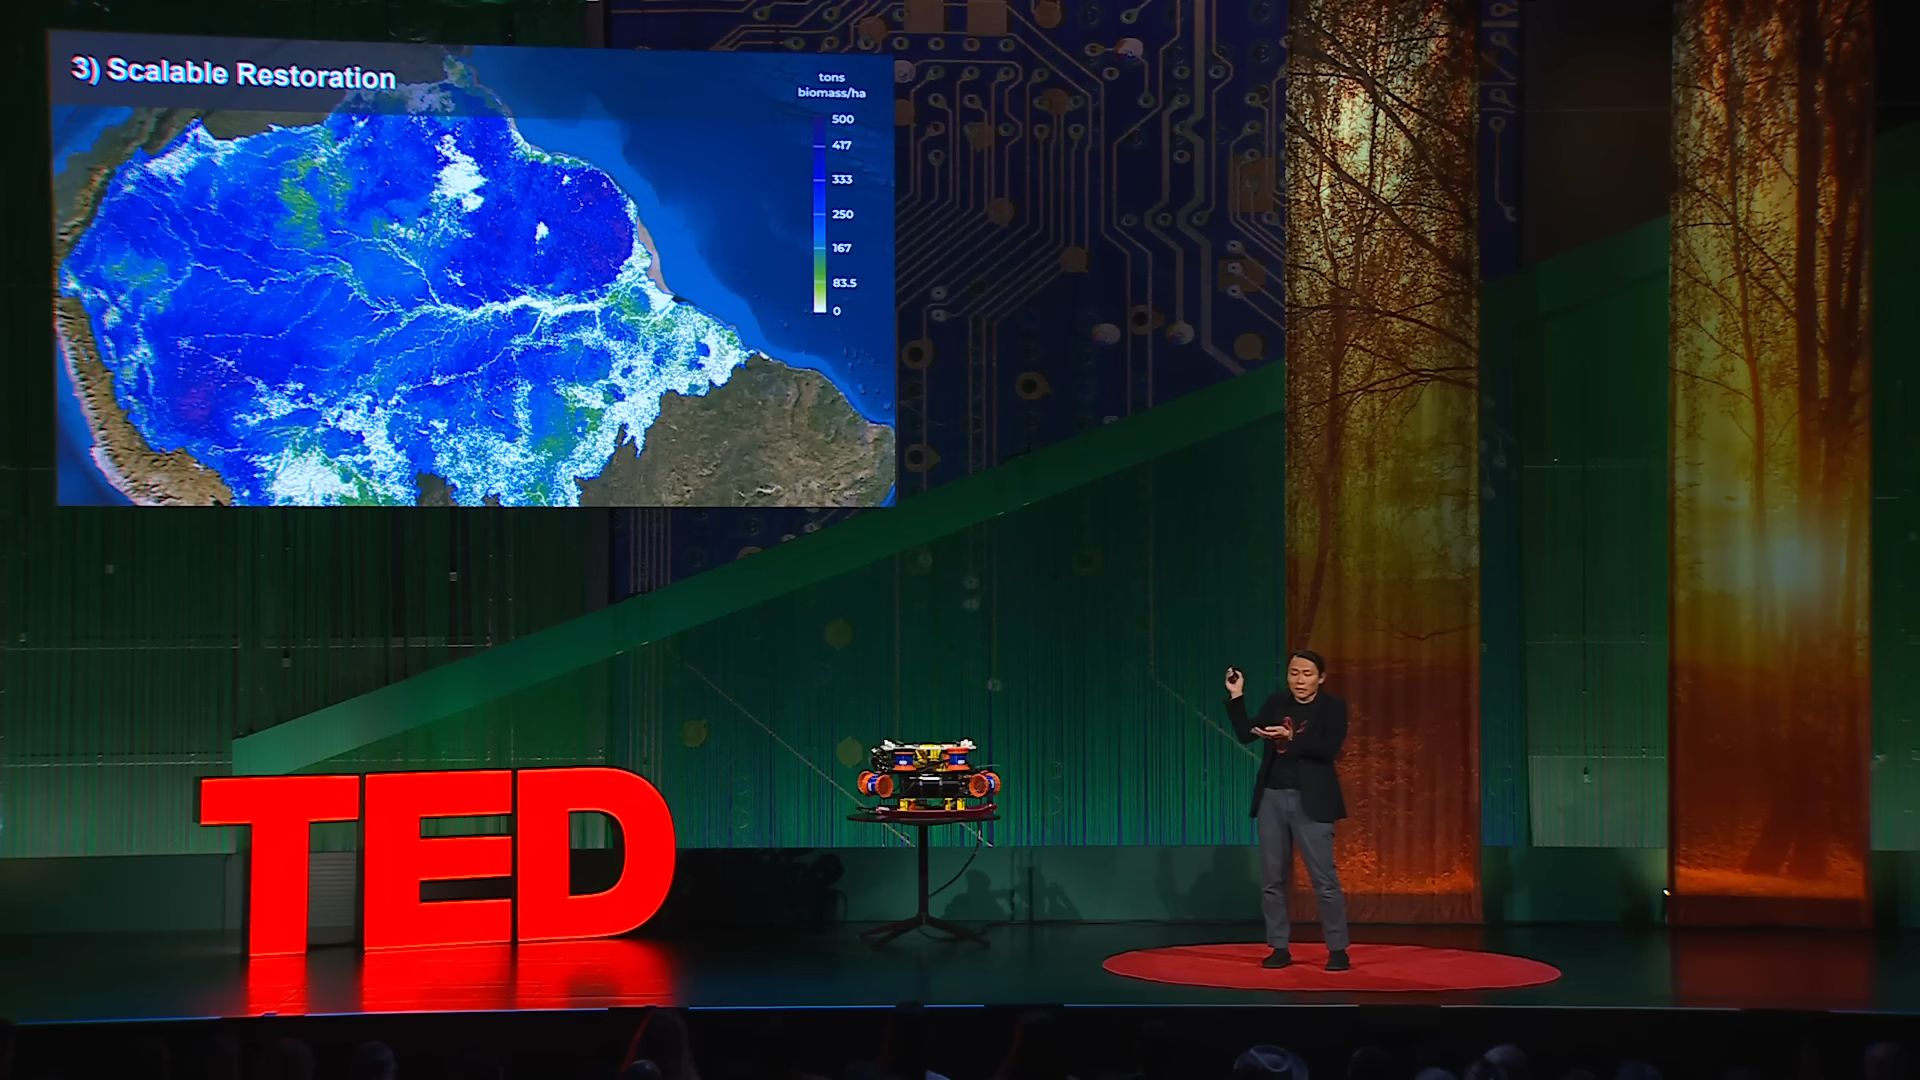 3) Scalable Restoration
tons
biomass/ha
500
417
333
250
167
83.5
0
TED